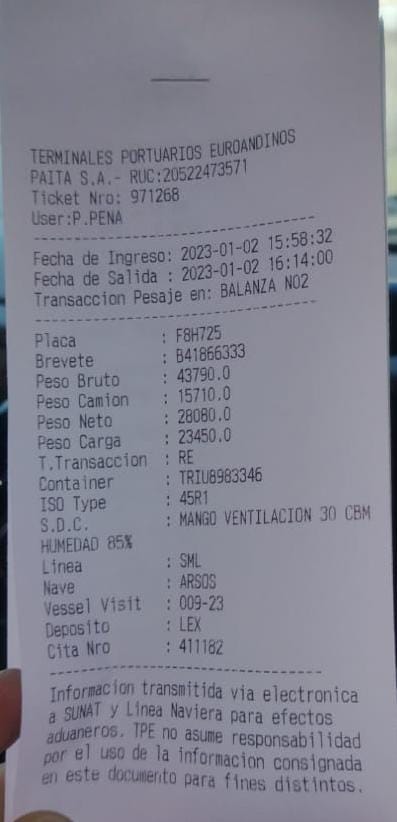 TERMINALES PORTUARIOS EUROANDINOS
PAITA S.A.- RUC:20522473571
Ticket Nro: 971268
User:P.PENA
--------------------------------
Fecha de Ingreso: 2023-01-02 15:58:32
Fecha de Salida : 2023-01-02 16:14:00
Transaccion Pesaje en: BALANZA NO2
--------------------------------
Placa : F8H725
Brevete : B41866333
Peso Bruto : 43790.0
Peso Camion : 15710.0
Peso Neto : 28080.0
Peso Carga : 23450.0
T.Transaccion : RE
Container : TRIU8983346
ISO Type : 45R1
S.D.C. : MANGO VENTILACION 30 CBM
HUMEDAD 85%
Linea : SML
Nave : ARSOS
Vessel Visit : 009-23
Deposito : LEX
Cita Nro : 411182
--------------------------------
Informacion transmitida via electronica
a SUNAT y Linea Naviera para efectos
aduaneros. TPE no asume responsabilidad
por el uso de la informacion consignada
en este documento para fines distintos.